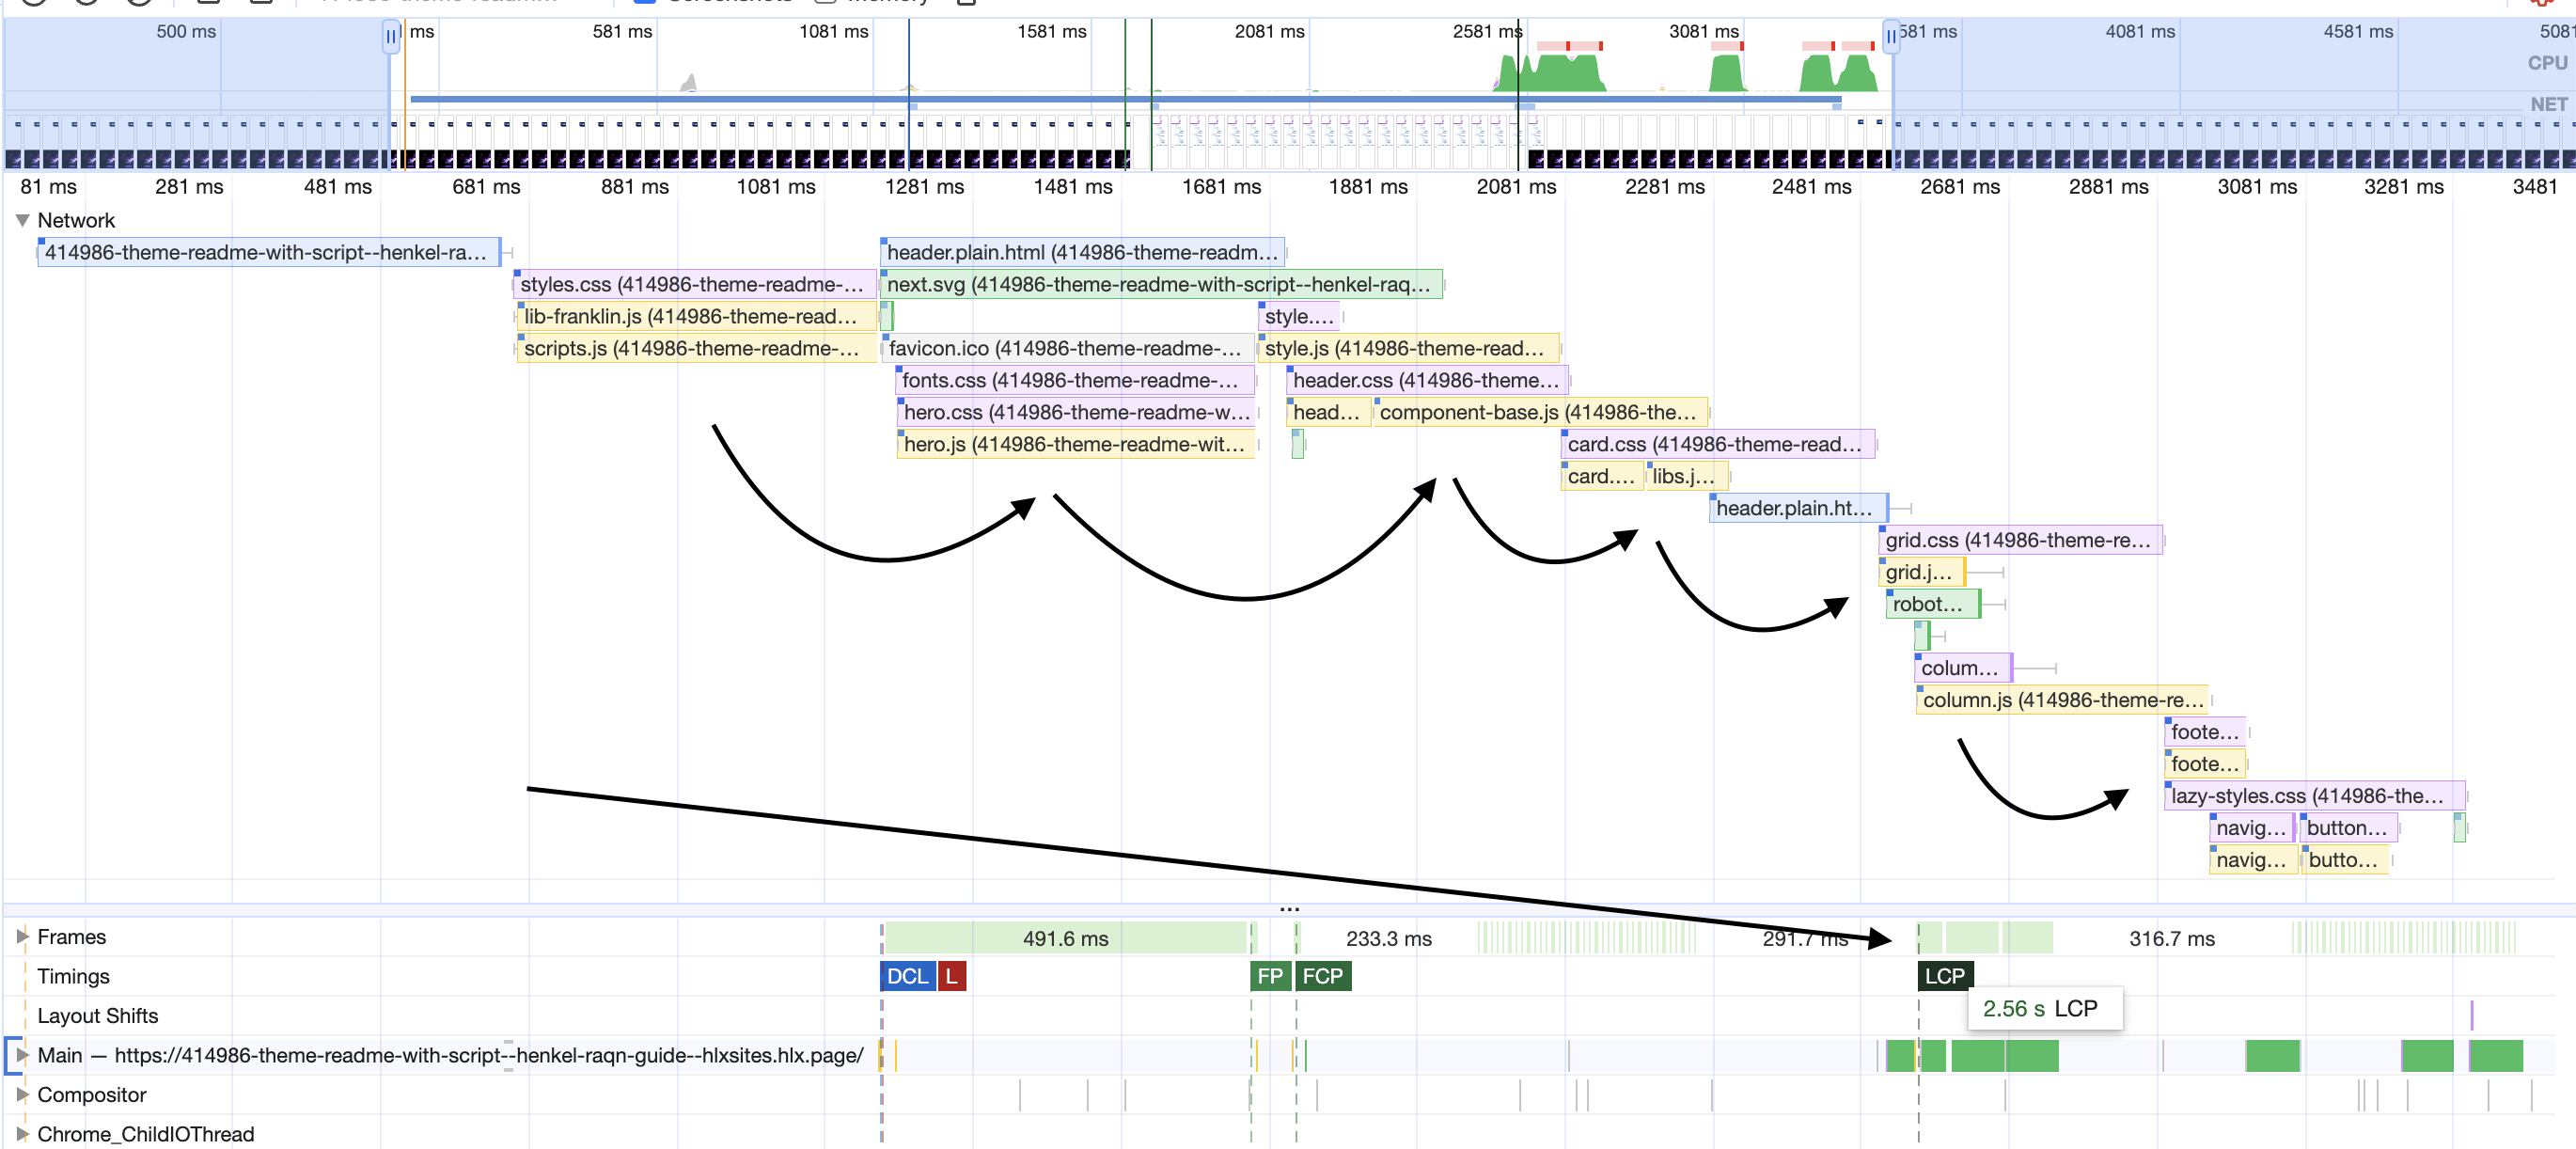 Screenshots
Memory
500 ms 1 ms 581 ms 1081 ms 1581 ms 2081 ms 2581 ms 3081 ms 581 ms 4081 ms 4581 ms 5081
CPU
NET
81 ms 281 ms 481 ms 681 ms 881 ms 1081 ms 1281 ms 1481 ms 1681 ms 1881 ms 2081 ms 2281 ms 2481 ms 2681 ms 2881 ms 3081 ms 3281 ms 3481
Network
414986-theme-readme-with-script--henkel-ra… header.plain.html (414986-theme-readm…
styles.css (414986-theme-readme-… next.svg (414986-theme-readme-with-script--henkel-raq…
lib-franklin.js (414986-theme-read… style.…
scripts.js (414986-theme-readme-… favicon.ico (414986-theme-readme-… style.js (414986-theme-read…
fonts.css (414986-theme-readme-… header.css (414986-theme…
hero.css (414986-theme-readme-w… head… component-base.js (414986-the…
hero.js (414986-theme-readme-wit… card.css (414986-theme-read…
card.… libs.j…
header.plain.ht…
grid.css (414986-theme-re…
grid.j…
robot…
colum…
column.js (414986-theme-re…
foote…
foote…
lazy-styles.css (414986-the…
navig… button…
navig… butto…
…
Frames 491.6 ms 233.3 ms 291.7 ms 316.7 ms
Timings DCL L FP FCP LCP
2.56 s LCP
Layout Shifts
Main — https://414986-theme-readme-with-script--henkel-raqn-guide--hlxsites.hlx.page/
Compositor
Chrome_ChildIOThread